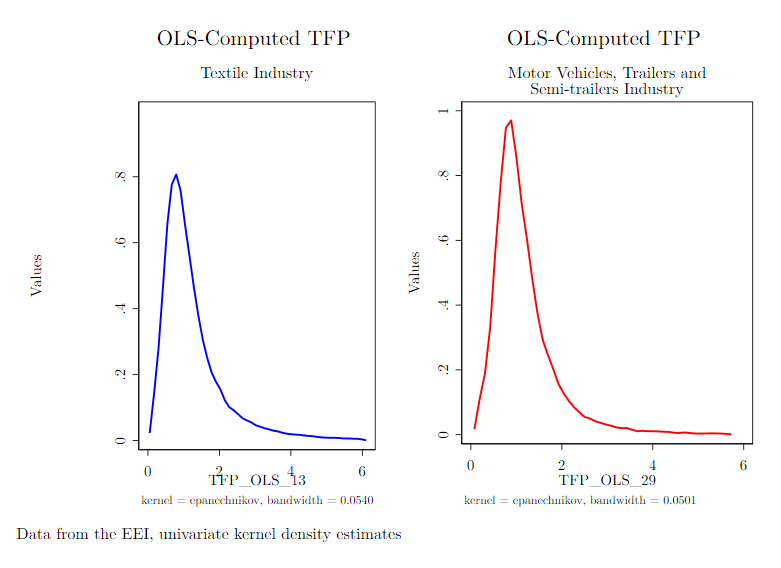 OLS-Computed TFP
Textile Industry
Values
0
.2
.4
.6
.8
0 2 4 6
TFP_OLS_13
kernel = epanechnikov, bandwidth = 0.0540
OLS-Computed TFP
Motor Vehicles, Trailers and
Semi-trailers Industry
Values
0
.2
.4
.6
.8
1
0 2 4 6
TFP_OLS_29
kernel = epanechnikov, bandwidth = 0.0501
Data from the EEI, univariate kernel density estimates